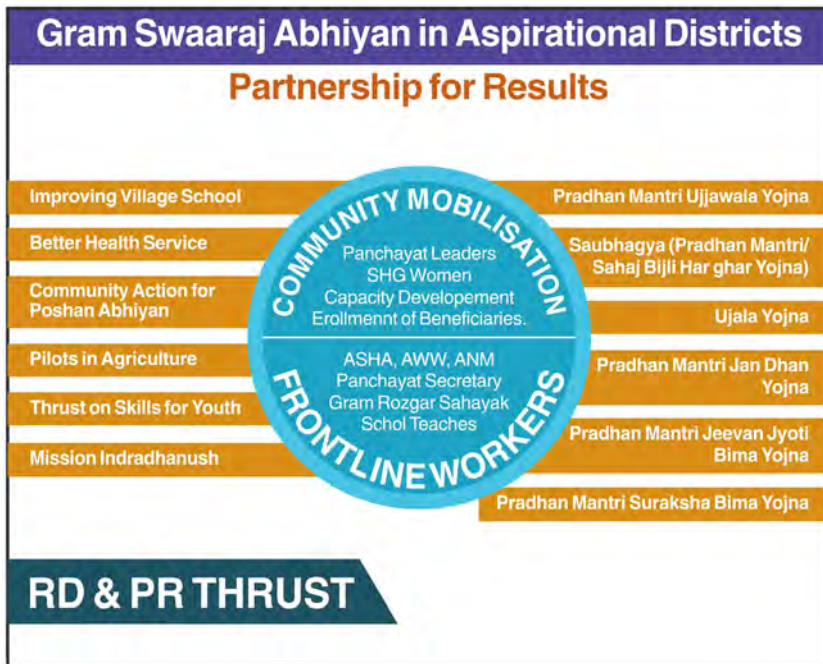 Gram Swaaraj Abhiyan in Aspirational Districts
Partnership for Results
Improving Village School
Better Health Service
Community Action for
Poshan Abhiyan
Pilots in Agriculture
Thrust on Skills for Youth
Mission Indradhanush
COMMUNITY MOBILISATION
Panchayat Leaders
SHG Women
Capacity Developement
Erollmennt of Beneficiaries.
ASHA, AWW, ANM
Panchayat Secretary
Gram Rozgar Sahayak
Schol Teaches
FRONTLINE WORKERS
Pradhan Mantri Ujjawala Yojna
Saubhagya (Pradhan Mantri/
Sahaj Bijli Har ghar Yojna)
Ujala Yojna
Pradhan Mantri Jan Dhan
Yojna
Pradhan Mantri Jeevan Jyoti
Bima Yojna
Pradhan Mantri Suraksha Bima Yojna
RD & PR THRUST